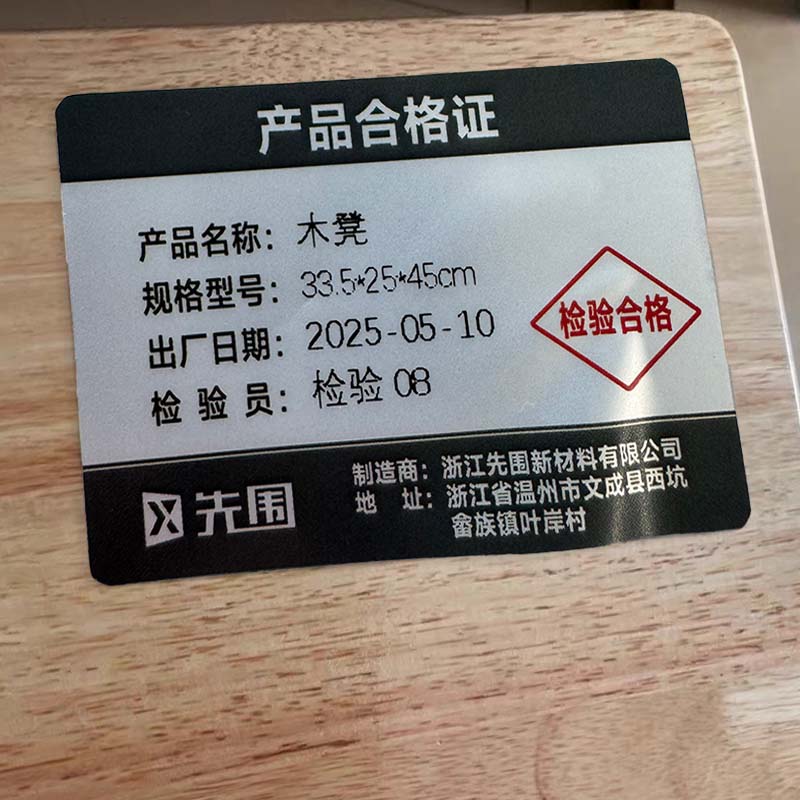 产品合格证
产品名称：木凳
规格型号：33.5*25*45cm
出厂日期：2025-05-10
检 验 员：检验 08
检验合格
先围
制造商：浙江先围新材料有限公司
地 址：浙江省温州市文成县西坑
畲族镇叶岸村